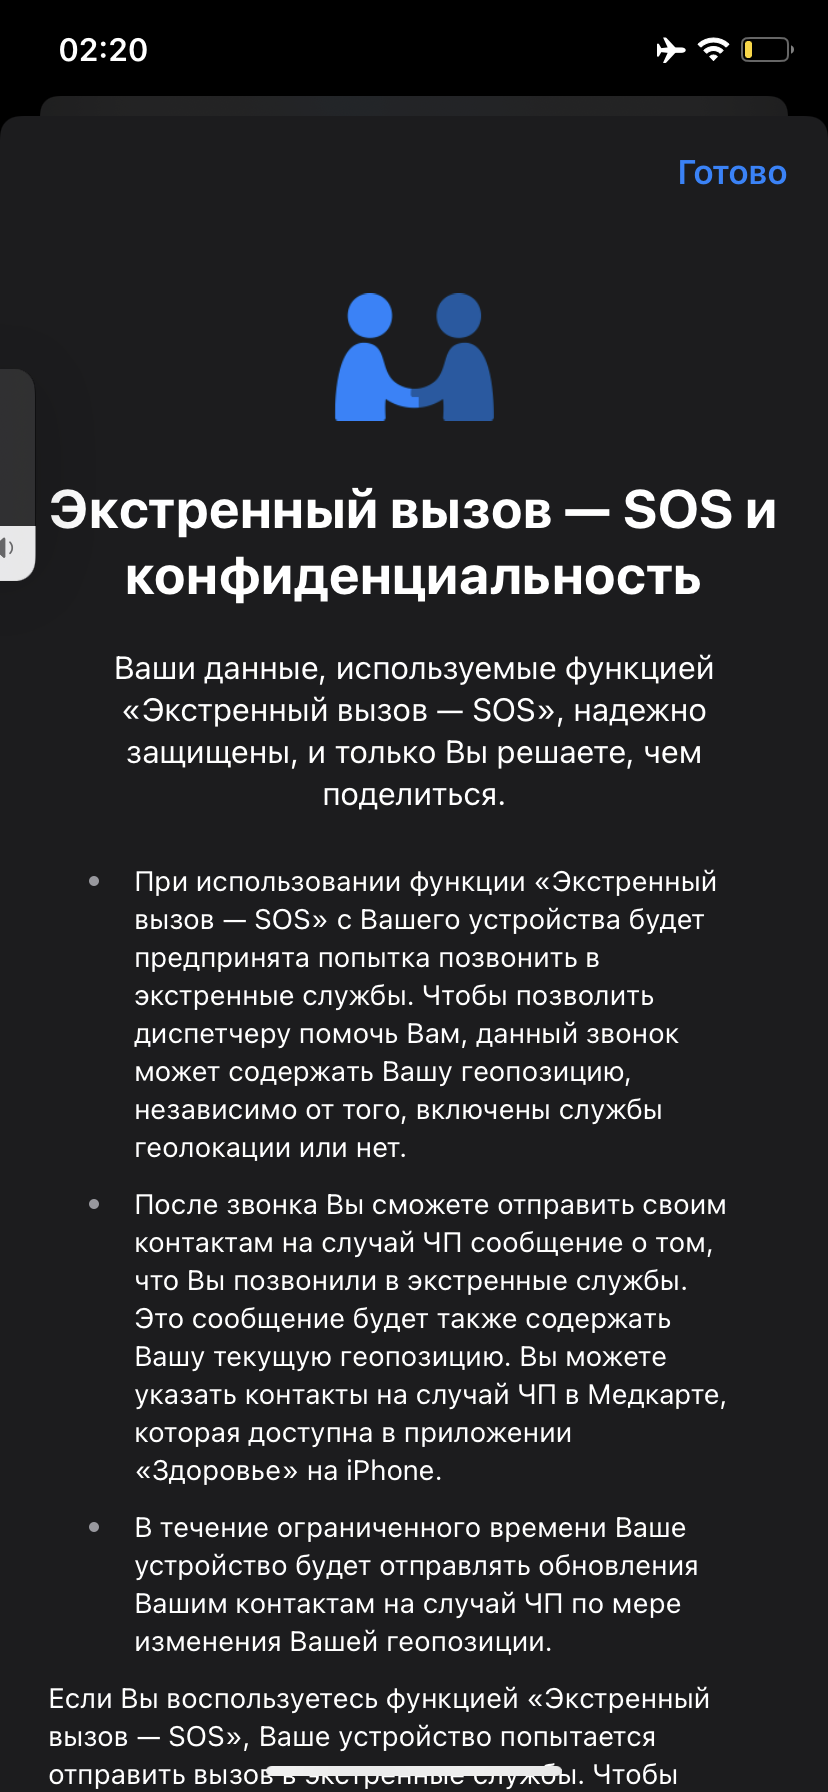 02:20
Готово
Экстренный вызов — SOS и
конфиденциальность
Ваши данные, используемые функцией
«Экстренный вызов — SOS», надежно
защищены, и только Вы решаете, чем
поделиться.
• При использовании функции «Экстренный
вызов — SOS» с Вашего устройства будет
предпринята попытка позвонить в
экстренные службы. Чтобы позволить
диспетчеру помочь Вам, данный звонок
может содержать Вашу геопозицию,
независимо от того, включены службы
геолокации или нет.
• После звонка Вы сможете отправить своим
контактам на случай ЧП сообщение о том,
что Вы позвонили в экстренные службы.
Это сообщение будет также содержать
Вашу текущую геопозицию. Вы можете
указать контакты на случай ЧП в Медкарте,
которая доступна в приложении
«Здоровье» на iPhone.
• В течение ограниченного времени Ваше
устройство будет отправлять обновления
Вашим контактам на случай ЧП по мере
изменения Вашей геопозиции.
Если Вы воспользуетесь функцией «Экстренный
вызов — SOS», Ваше устройство попытается
отправить вызов в экстренные службы. Чтобы